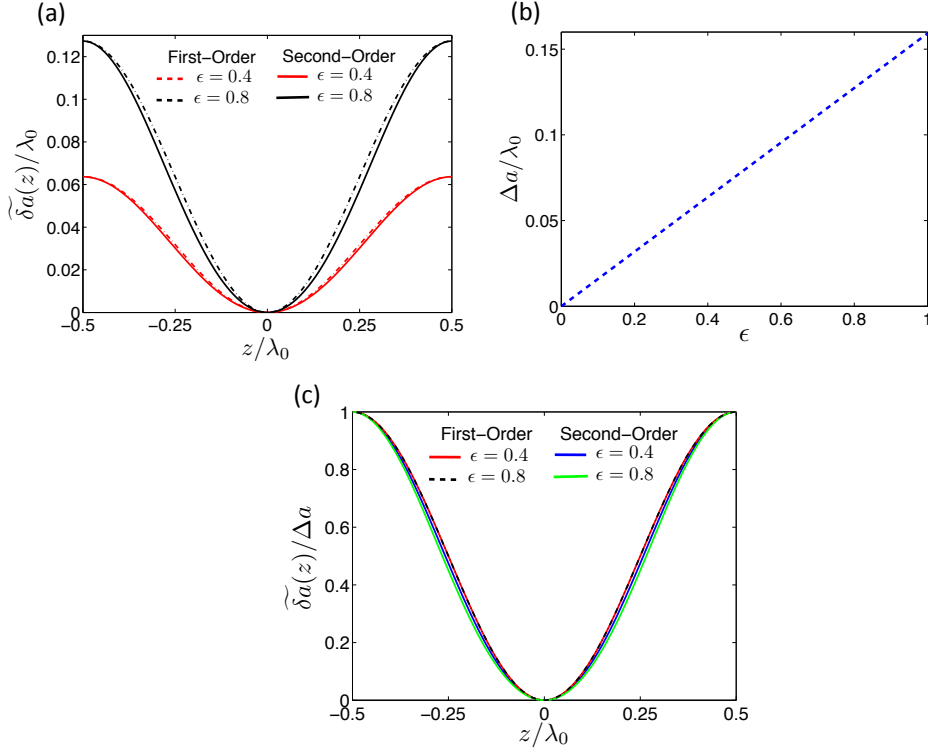 (a)
0.12
0.1
0.08
0.06
0.04
0.02
0
First-Order Second-Order
ϵ = 0.4 ϵ = 0.4
ϵ = 0.8 ϵ = 0.8
δ̃a(z)/λ₀
−0.5 −0.25 0 0.25 0.5
z/λ₀
(b)
0.15
0.1
0.05
0
Δa/λ₀
0 0.2 0.4 0.6 0.8 1
ϵ
(c)
1
0.8
0.6
0.4
0.2
0
First-Order Second-Order
ϵ = 0.4 ϵ = 0.4
ϵ = 0.8 ϵ = 0.8
δ̃a(z)/Δa
−0.5 −0.25 0 0.25 0.5
z/λ₀